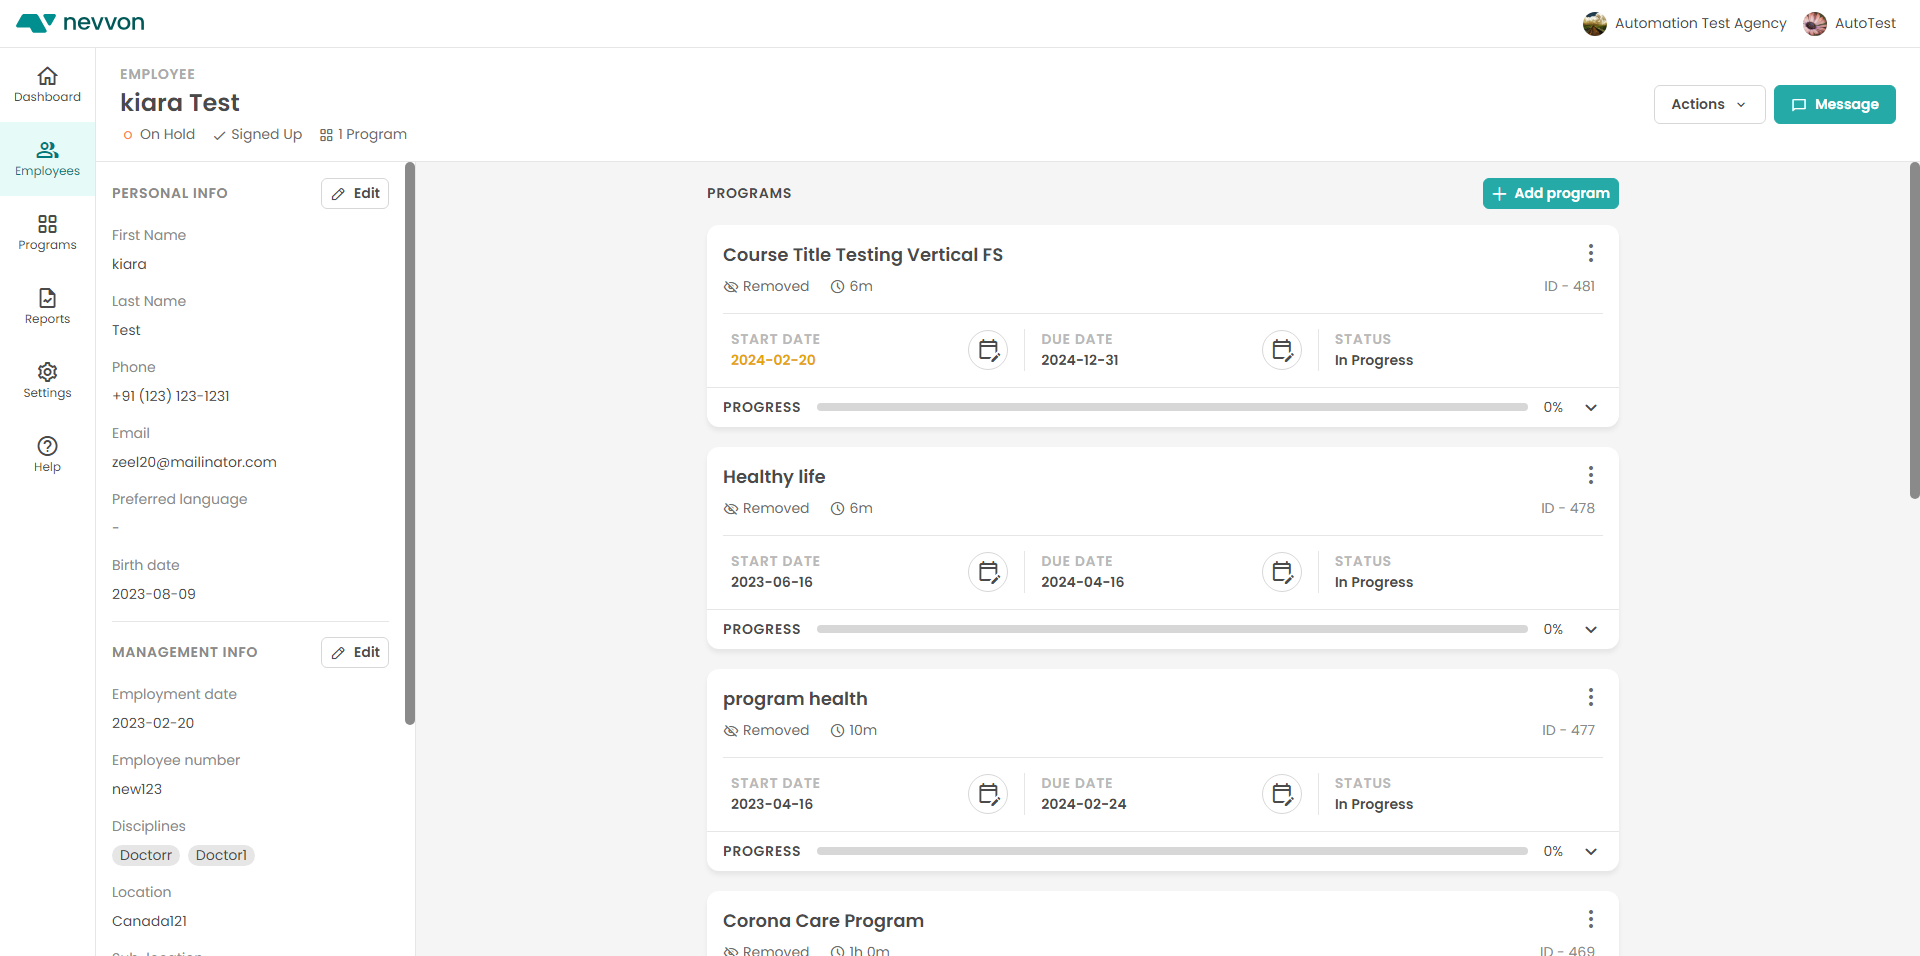 nevvon
Automation Test Agency
AutoTest
Dashboard
Employees
Programs
Reports
Settings
Help
EMPLOYEE
kiara Test
On Hold
Signed Up
1 Program
Actions
Message
PERSONAL INFO
Edit
First Name
kiara
Last Name
Test
Phone
+91 (123) 123-1231
Email
zeel20@mailinator.com
Preferred language
-
Birth date
2023-08-09
MANAGEMENT INFO
Edit
Employment date
2023-02-20
Employee number
new123
Disciplines
Doctorr Doctor1
Location
Canada121
Sub-location
PROGRAMS
Add program
Course Title Testing Vertical FS
Removed 6m ID - 481
START DATE
2024-02-20
DUE DATE
2024-12-31
STATUS
In Progress
PROGRESS 0%
Healthy life
Removed 6m ID - 478
START DATE
2023-06-16
DUE DATE
2024-04-16
STATUS
In Progress
PROGRESS 0%
program health
Removed 10m ID - 477
START DATE
2023-04-16
DUE DATE
2024-02-24
STATUS
In Progress
PROGRESS 0%
Corona Care Program
Removed 1h 0m ID - 469